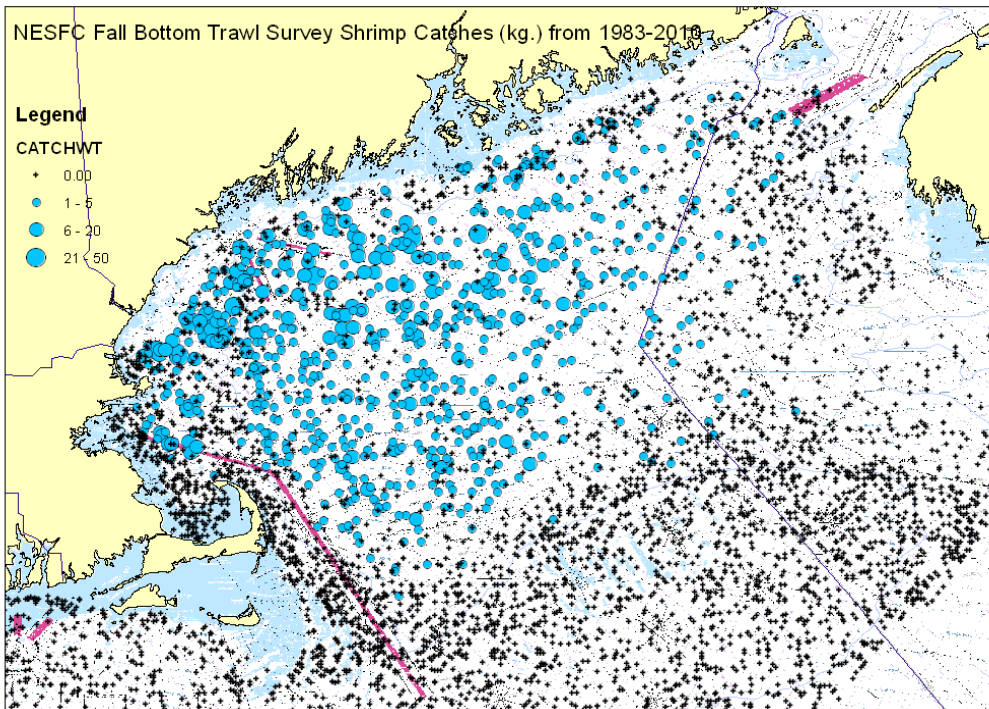 NESFC Fall Bottom Trawl Survey Shrimp Catches (kg.) from 1983-2010
Legend
CATCHWT
0.00
1 - 5
6 - 20
21 - 50